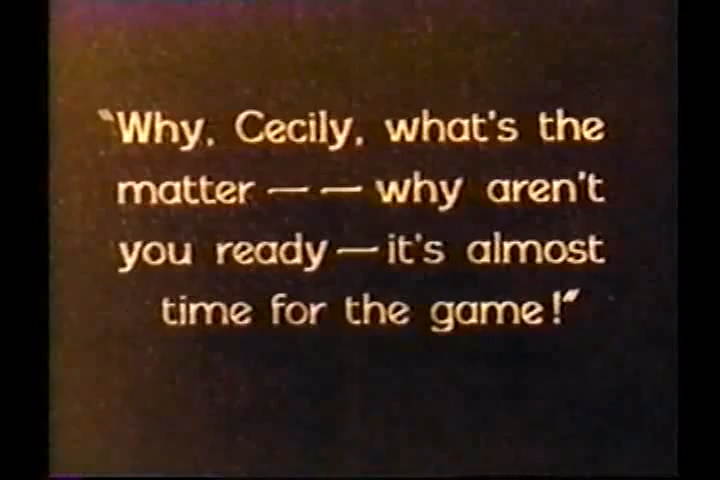 "Why, Cecily, what's the
matter — — why aren't
you ready — it's almost
time for the game!"